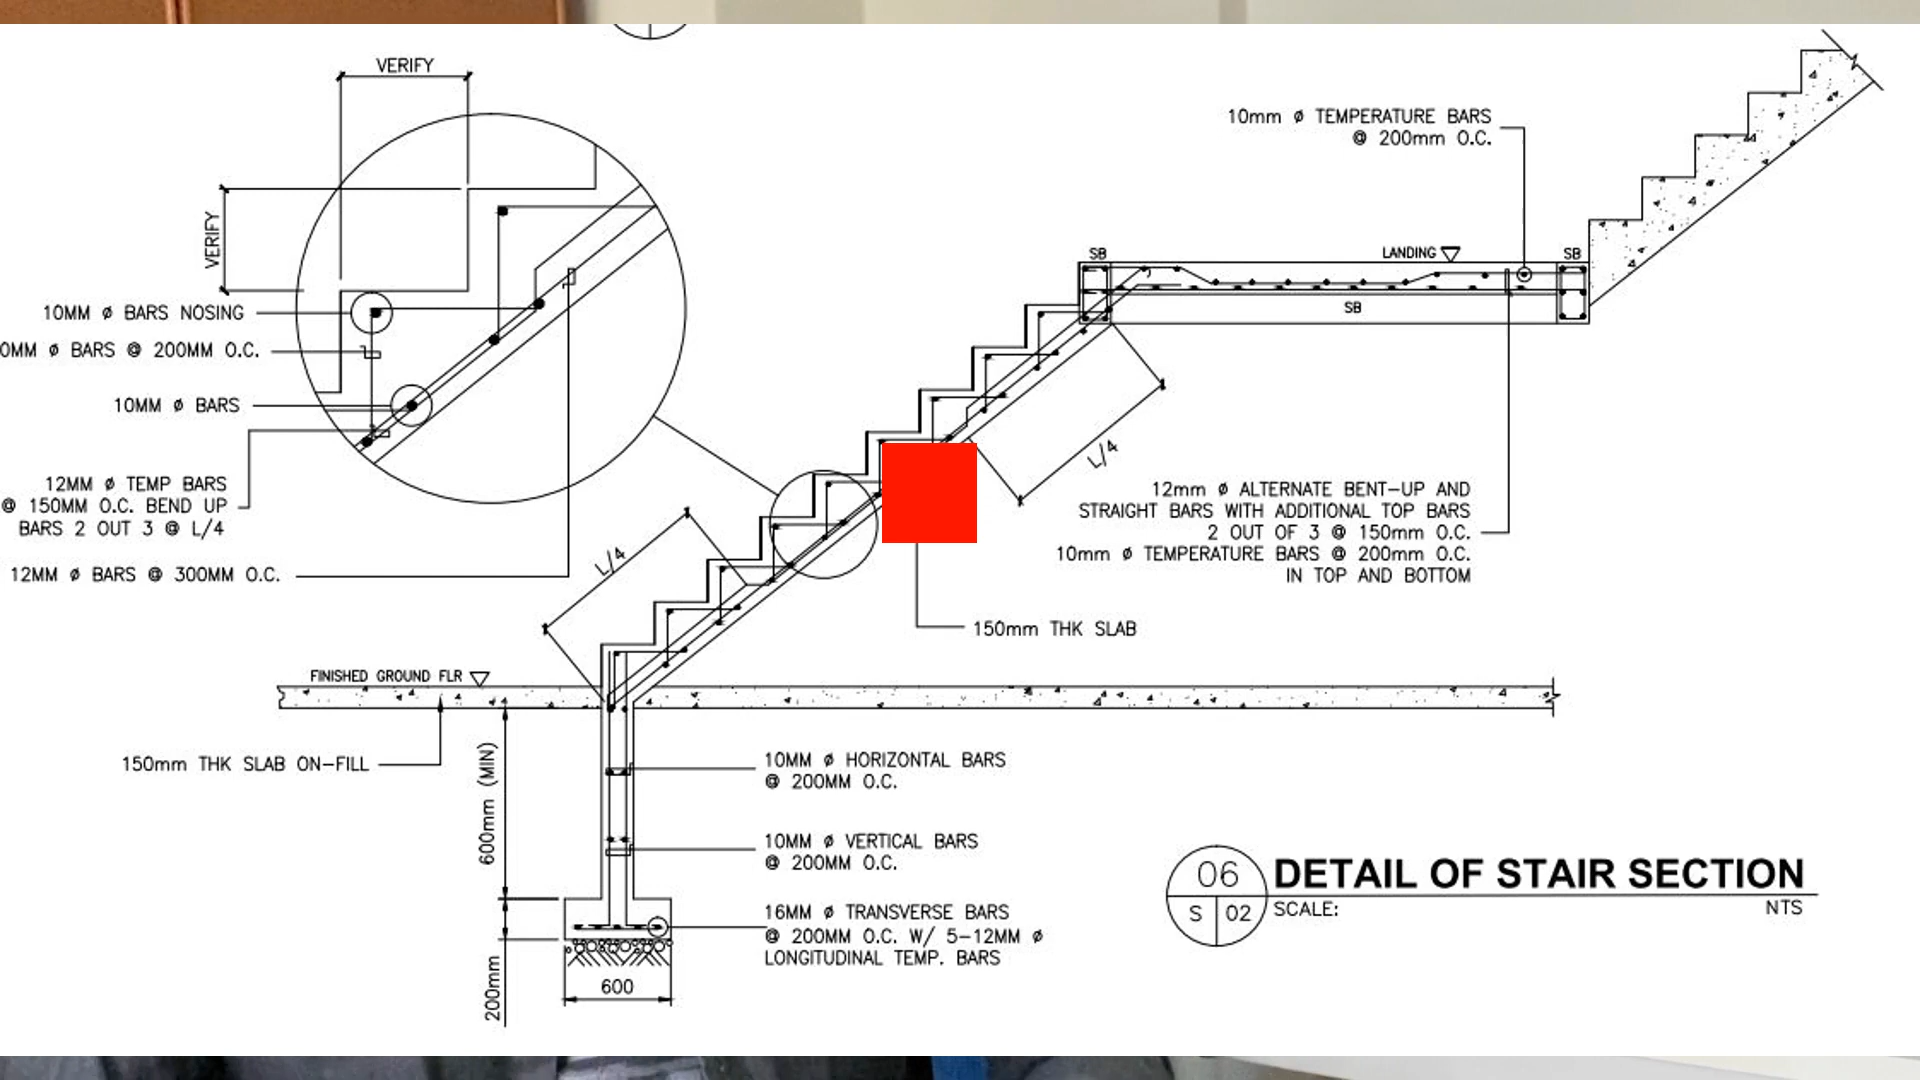 VERIFY
VERIFY
10MM ø BARS NOSING
0MM ø BARS @ 200MM O.C.
10MM ø BARS
12MM ø TEMP BARS
@ 150MM O.C. BEND UP
BARS 2 OUT 3 @ L/4
12MM ø BARS @ 300MM O.C.
L/4
10mm ø TEMPERATURE BARS
@ 200mm O.C.
SB
LANDING
SB
SB
L/4
12mm ø ALTERNATE BENT-UP AND
STRAIGHT BARS WITH ADDITIONAL TOP BARS
2 OUT OF 3 @ 150mm O.C.
10mm ø TEMPERATURE BARS @ 200mm O.C.
IN TOP AND BOTTOM
150mm THK SLAB
FINISHED GROUND FLR
150mm THK SLAB ON-FILL
600mm (MIN)
200mm
600
10MM ø HORIZONTAL BARS
@ 200MM O.C.
10MM ø VERTICAL BARS
@ 200MM O.C.
16MM ø TRANSVERSE BARS
@ 200MM O.C. W/ 5-12MM ø
LONGITUDINAL TEMP. BARS
06
S 02
DETAIL OF STAIR SECTION
SCALE: NTS